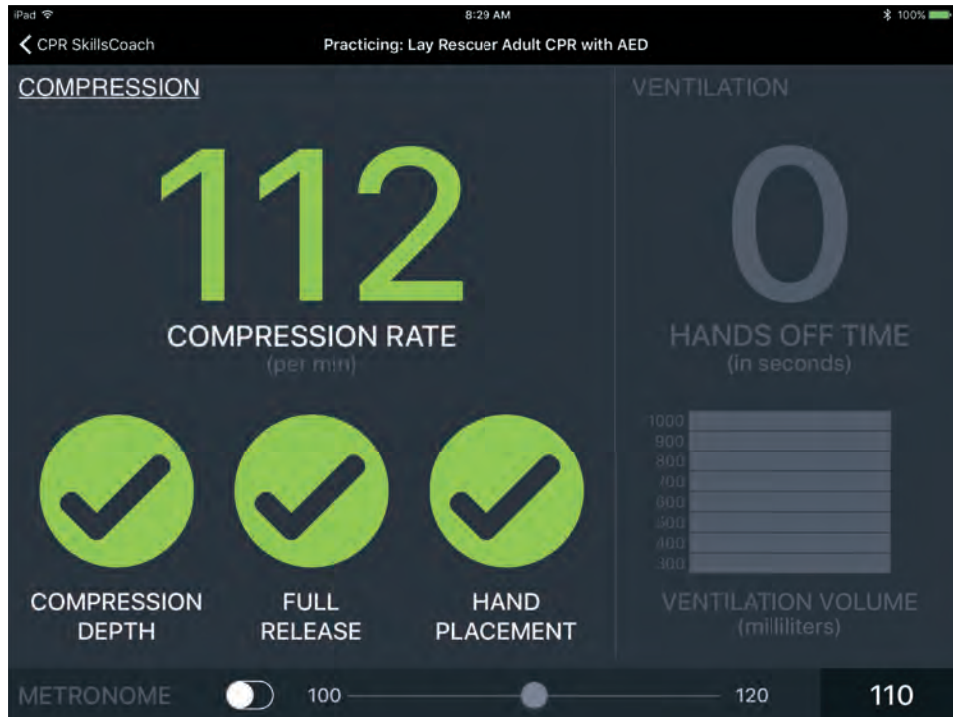 iPad
8:29 AM
100%
CPR SkillsCoach
Practicing: Lay Rescuer Adult CPR with AED
COMPRESSION
112
COMPRESSION RATE
(per min)
COMPRESSION
DEPTH
FULL
RELEASE
HAND
PLACEMENT
VENTILATION
0
HANDS OFF TIME
(in seconds)
1000
900
800
700
600
500
400
300
VENTILATION VOLUME
(milliliters)
METRONOME
100
120
110